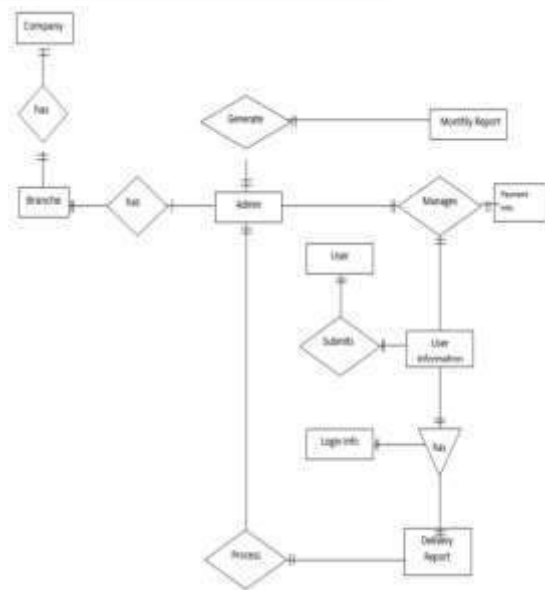 Company
has
Generate
Monthly Report
Branche
has
Admin
Manages
Payment
Info
User
Submits
User
Information
Login Info
has
Process
Delivery
Report